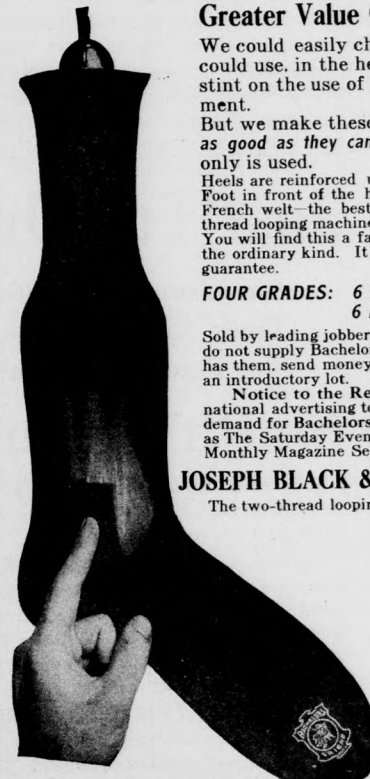 Greater Value
We could easily ch
could use, in the he
stint on the use of
ment.
But we make these
as good as they can
only is used.
Heels are reinforced
Foot in front of the h
French welt—the best
thread looping machine
You will find this a fa
the ordinary kind. It
guarantee.
FOUR GRADES: 6
6
Sold by leading jobber
do not supply Bachelor
has them, send money
an introductory lot.
Notice to the Re
national advertising to
demand for Bachelors
as The Saturday Even
Monthly Magazine Se
JOSEPH BLACK &
The two-thread loopin